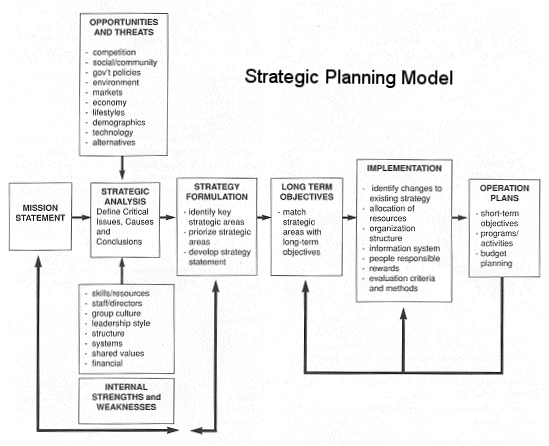 OPPORTUNITIES
AND THREATS
- competition
- social/community
- gov't policies
- environment
- markets
- economy
- lifestyles
- demographics
- technology
- alternatives
Strategic Planning Model
MISSION
STATEMENT
STRATEGIC
ANALYSIS
Define Critical
Issues, Causes
and
Conclusions
STRATEGY
FORMULATION
- identify key
strategic areas
- priorize strategic
areas
- develop strategy
statement
LONG TERM
OBJECTIVES
- match
strategic
areas with
long-term
objectives
IMPLEMENTATION
- identify changes to
existing strategy
- allocation of
resources
- organization
structure
- information system
- people responsible
- rewards
- evaluation criteria
and methods
OPERATION
PLANS
- short-term
objectives
- programs/
activities
- budget
planning
- skills/resources
- staff/directors
- group culture
- leadership style
- structure
- systems
- shared values
- financial
INTERNAL
STRENGTHS and
WEAKNESSES